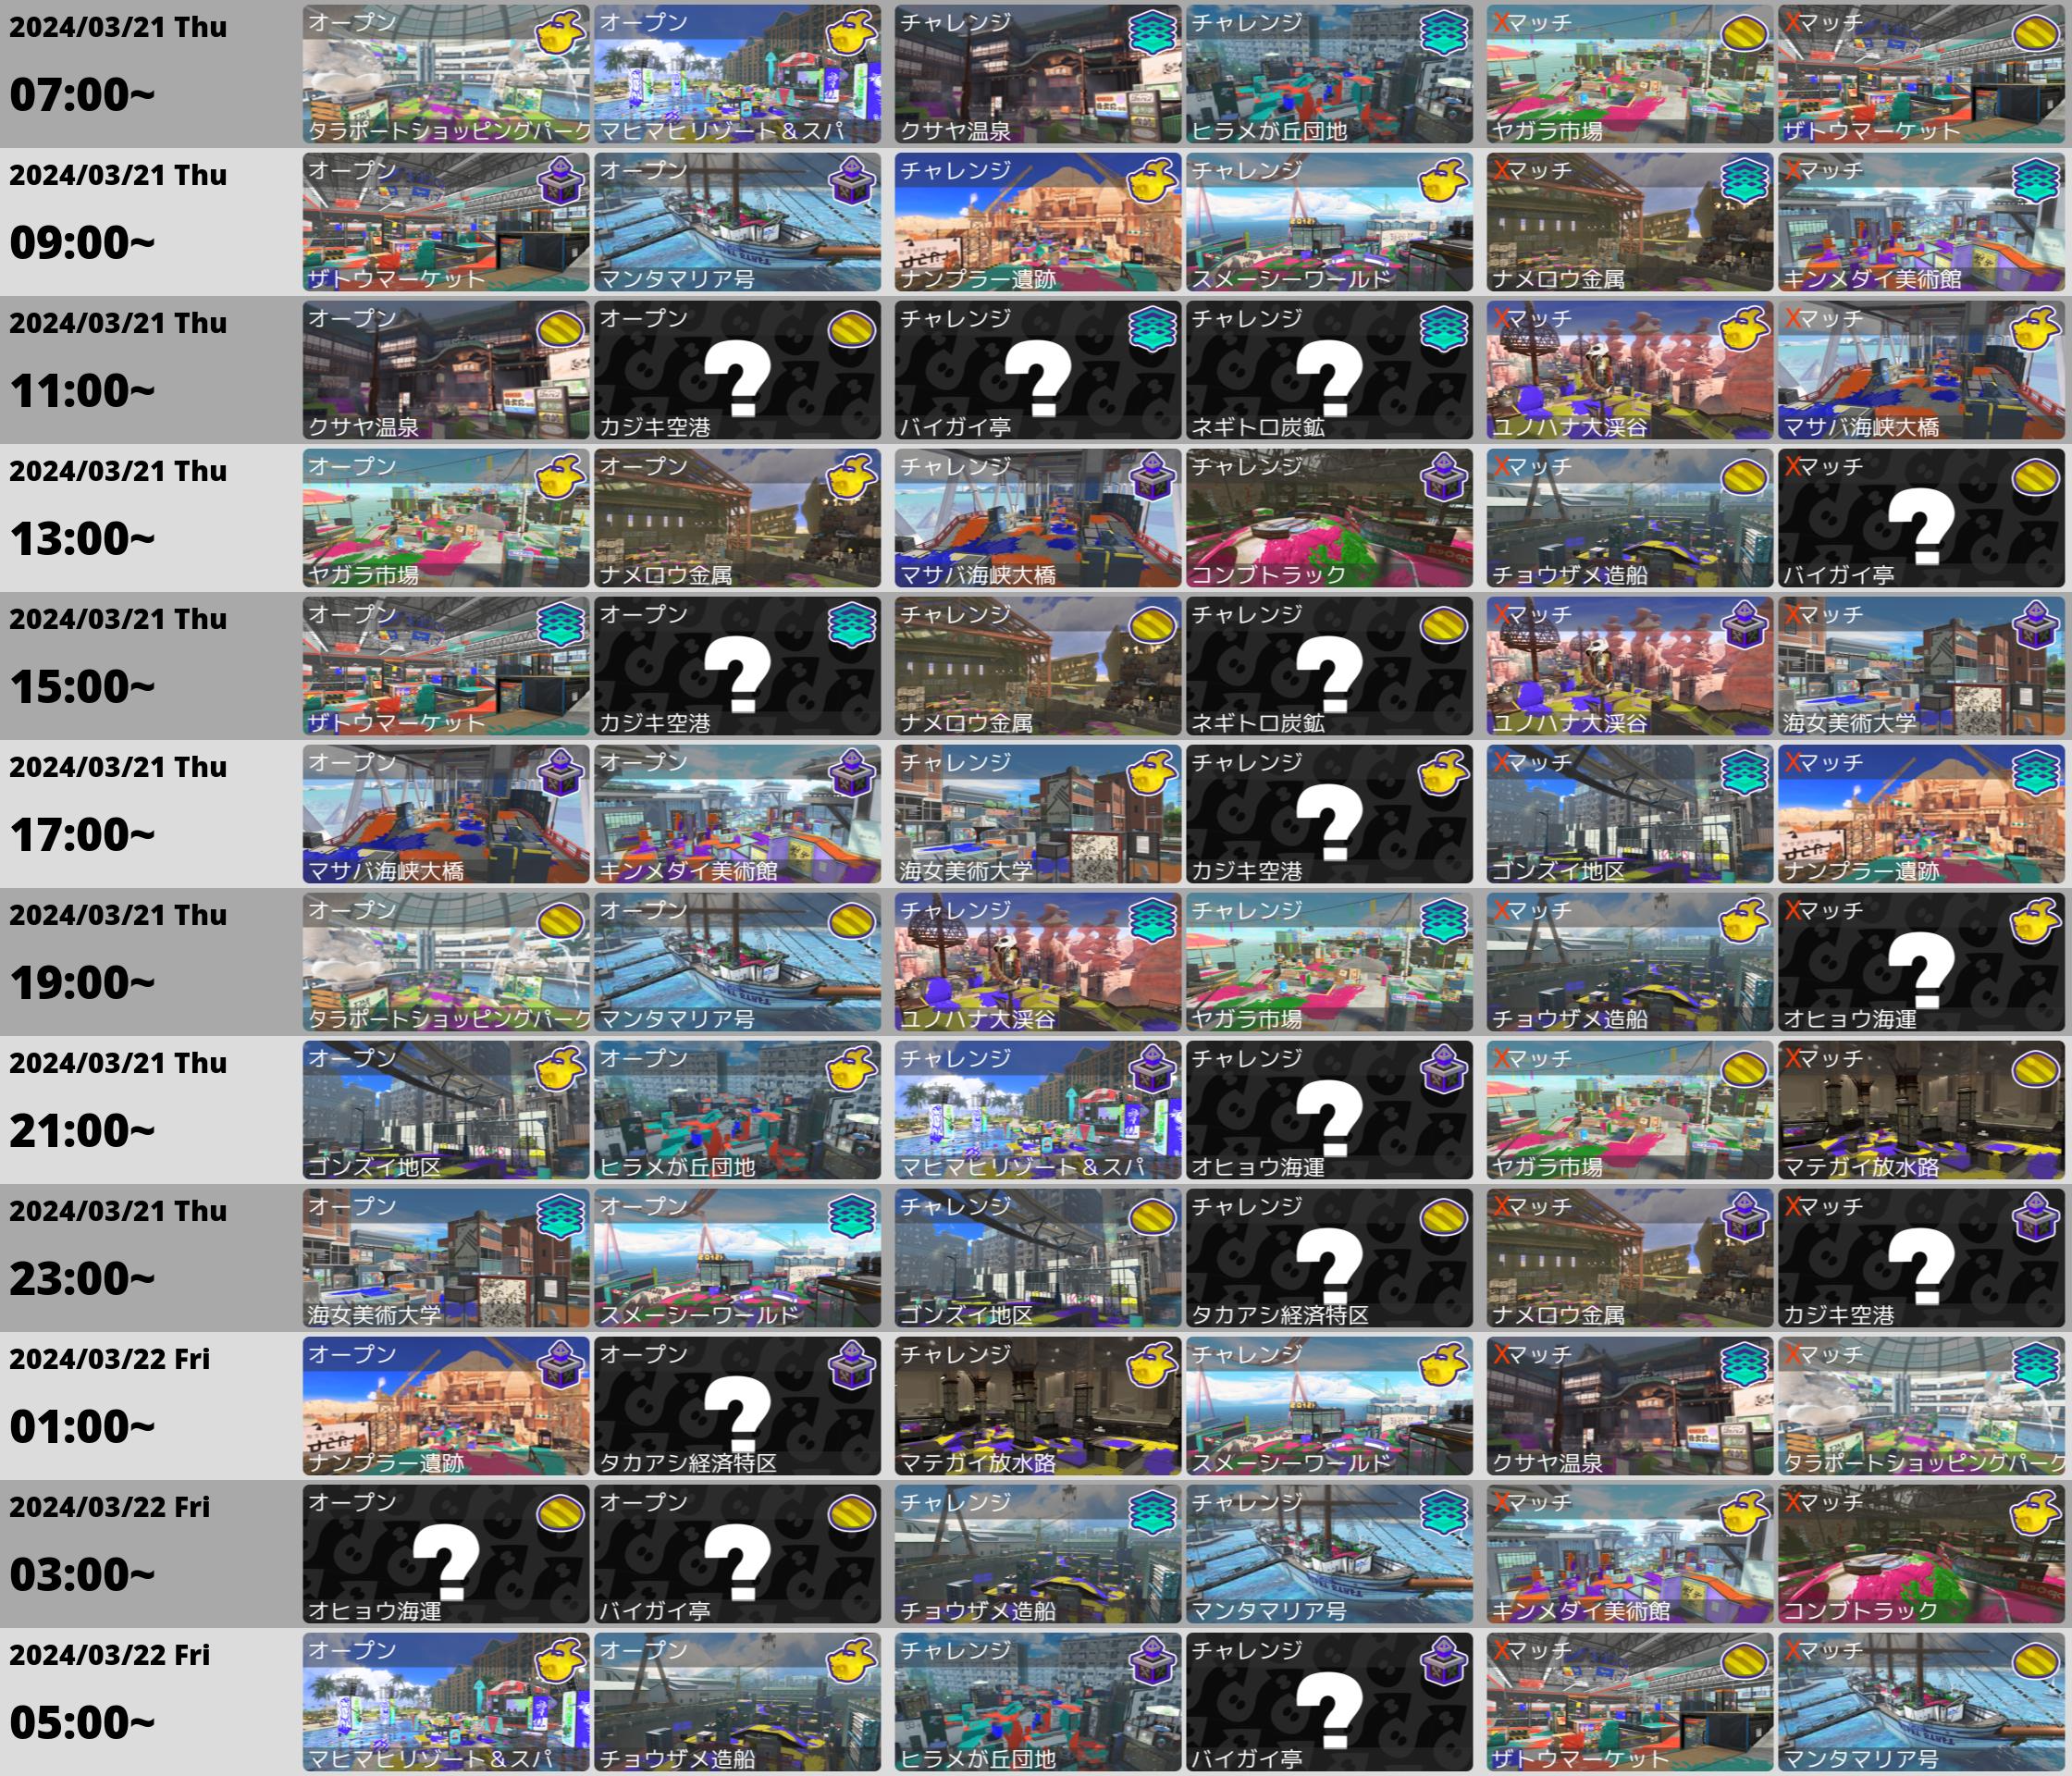 2024/03/21 Thu
07:00~
オープン
タラポートショッピングパーク
オープン
マヒマヒリゾート&スパ
チャレンジ
クサヤ温泉
チャレンジ
ヒラメが丘団地
Xマッチ
ヤガラ市場
Xマッチ
ザトウマーケット
2024/03/21 Thu
09:00~
オープン
ザトウマーケット
オープン
マンタマリア号
チャレンジ
ナンプラー遺跡
チャレンジ
スメーシーワールド
Xマッチ
ナメロウ金属
Xマッチ
キンメダイ美術館
2024/03/21 Thu
11:00~
オープン
クサヤ温泉
オープン
?
カジキ空港
チャレンジ
?
バイガイ亭
チャレンジ
?
ネギトロ炭鉱
Xマッチ
ユノハナ大渓谷
Xマッチ
マサバ海峡大橋
2024/03/21 Thu
13:00~
オープン
ヤガラ市場
オープン
ナメロウ金属
チャレンジ
マサバ海峡大橋
チャレンジ
コンブトラック
Xマッチ
チョウザメ造船
Xマッチ
?
バイガイ亭
2024/03/21 Thu
15:00~
オープン
ザトウマーケット
オープン
?
カジキ空港
チャレンジ
ナメロウ金属
チャレンジ
?
ネギトロ炭鉱
Xマッチ
ユノハナ大渓谷
Xマッチ
海女美術大学
2024/03/21 Thu
17:00~
オープン
マサバ海峡大橋
オープン
キンメダイ美術館
チャレンジ
海女美術大学
チャレンジ
?
カジキ空港
Xマッチ
ゴンズイ地区
Xマッチ
ナンプラー遺跡
2024/03/21 Thu
19:00~
オープン
タラポートショッピングパーク
オープン
マンタマリア号
チャレンジ
ユノハナ大渓谷
チャレンジ
ヤガラ市場
Xマッチ
チョウザメ造船
Xマッチ
?
オヒョウ海運
2024/03/21 Thu
21:00~
オープン
ゴンズイ地区
オープン
ヒラメが丘団地
チャレンジ
マヒマヒリゾート&スパ
チャレンジ
?
オヒョウ海運
Xマッチ
ヤガラ市場
Xマッチ
マテガイ放水路
2024/03/21 Thu
23:00~
オープン
海女美術大学
オープン
スメーシーワールド
チャレンジ
ゴンズイ地区
チャレンジ
?
タカアシ経済特区
Xマッチ
ナメロウ金属
Xマッチ
?
カジキ空港
2024/03/22 Fri
01:00~
オープン
ナンプラー遺跡
オープン
?
タカアシ経済特区
チャレンジ
マテガイ放水路
チャレンジ
スメーシーワールド
Xマッチ
クサヤ温泉
Xマッチ
タラポートショッピングパーク
2024/03/22 Fri
03:00~
オープン
?
オヒョウ海運
オープン
?
バイガイ亭
チャレンジ
チョウザメ造船
チャレンジ
マンタマリア号
Xマッチ
キンメダイ美術館
Xマッチ
コンブトラック
2024/03/22 Fri
05:00~
オープン
マヒマヒリゾート&スパ
オープン
チョウザメ造船
チャレンジ
ヒラメが丘団地
チャレンジ
?
バイガイ亭
Xマッチ
ザトウマーケット
Xマッチ
マンタマリア号